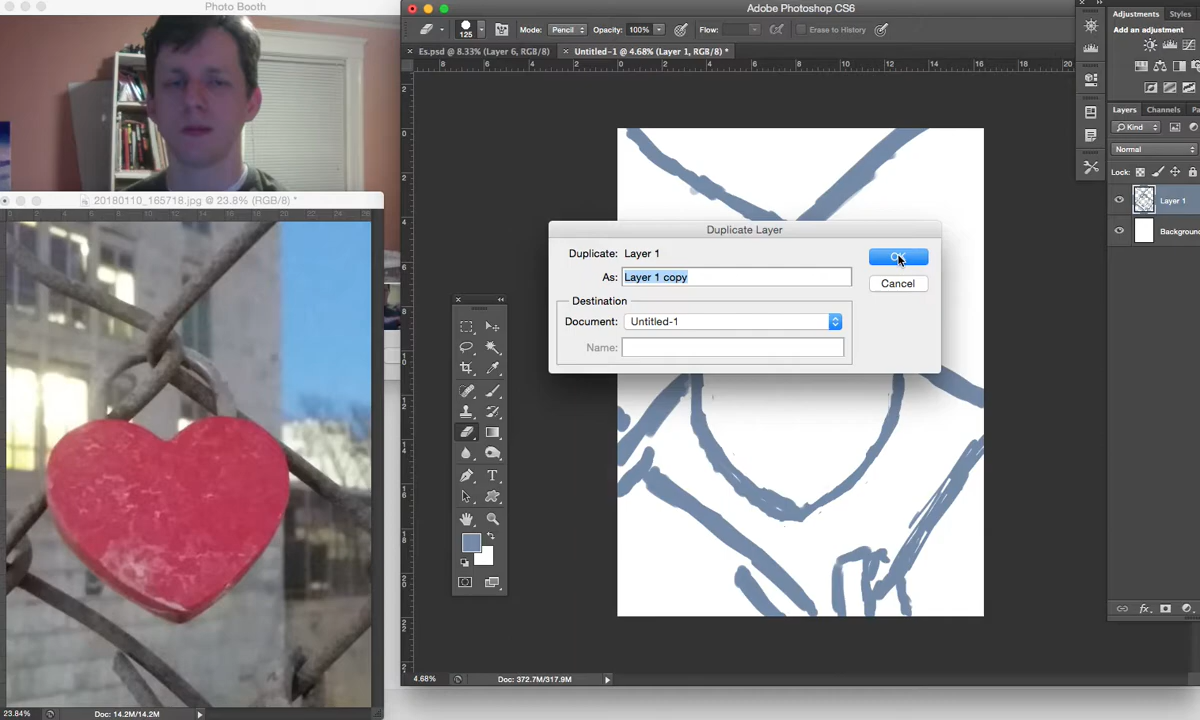 Photo Booth
Adobe Photoshop CS6
125
Mode: Pencil
Opacity: 100%
Flow:
Erase to History
Es.psd @ 8.33% (Layer 6, RGB/8)
Untitled-1 @ 4.68% (Layer 1, RGB/8) *
Adjustments
Styles
Add an adjustment
Layers
Channels
Kind
Normal
Lock:
Layer 1
Background
20180110_165718.jpg @ 23.8% (RGB/8) *
Duplicate Layer
Duplicate: Layer 1
As: Layer 1 copy
OK
Cancel
Destination
Document: Untitled-1
Name:
4.68%
Doc: 372.7M/317.9M
23.84%
Doc: 14.2M/14.2M